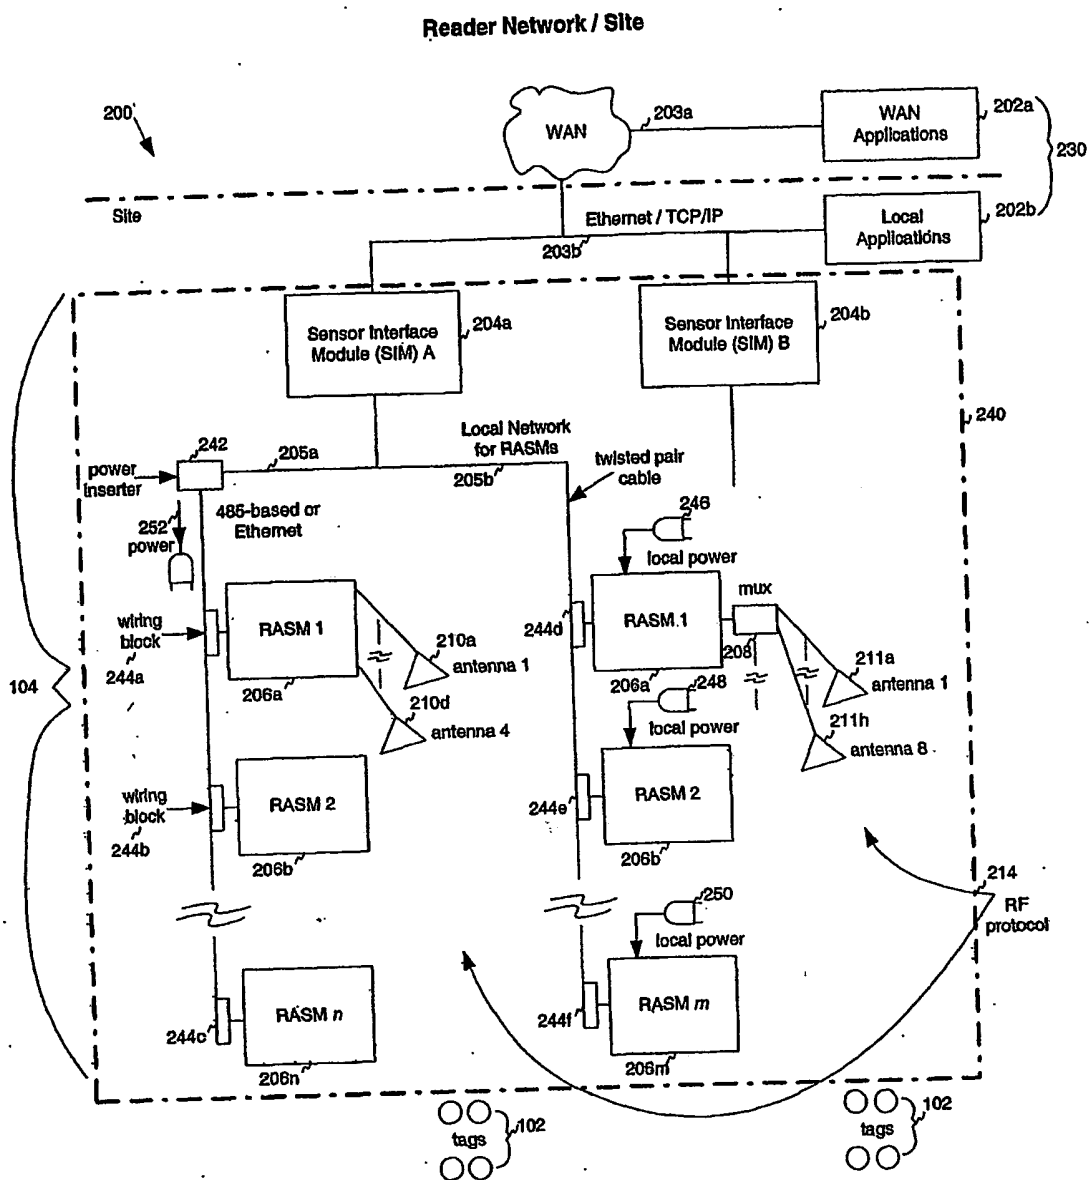 Reader Network / Site
200
WAN
203a
WAN
Applications
202a
230
Site
Ethernet / TCP/IP
203b
Local
Applications
202b
Sensor Interface
Module (SIM) A
204a
Sensor Interface
Module (SIM) B
204b
240
242
205a
Local Network
for RASMs
205b
twisted pair
cable
power
inserter
485-based or
Ethernet
252
power
246
local power
wiring
block
244a
RASM 1
206a
210a
antenna 1
210d
antenna 4
244d
RASM 1
206a
mux
208
211a
antenna 1
211h
antenna 8
104
248
local power
wiring
block
244b
RASM 2
206b
244e
RASM 2
206b
214
RF
protocol
250
local power
244c
RASM n
206n
244f
RASM m
206m
tags
102
tags
102